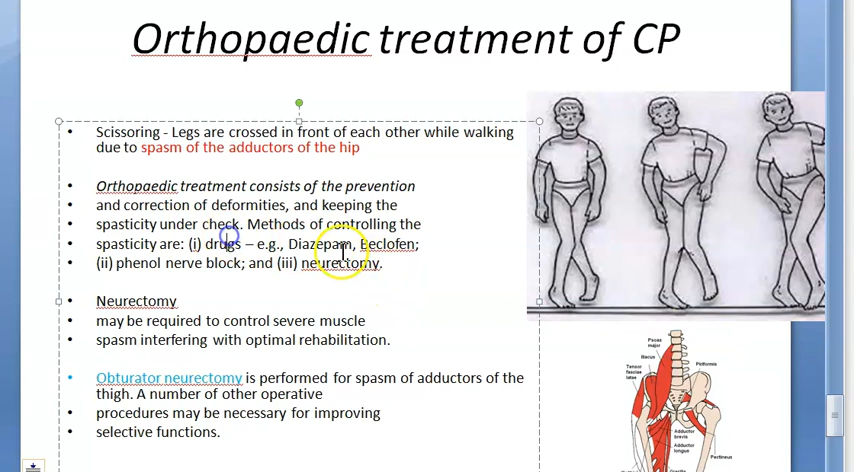 Orthopaedic treatment of CP
Scissoring - Legs are crossed in front of each other while walking
due to spasm of the adductors of the hip
Orthopaedic treatment consists of the prevention
and correction of deformities, and keeping the
spasticity under check. Methods of controlling the
spasticity are: (i) drugs – e.g., Diazepam, Beclofen;
(ii) phenol nerve block; and (iii) neurectomy.
Neurectomy
may be required to control severe muscle
spasm interfering with optimal rehabilitation.
Obturator neurectomy is performed for spasm of adductors of the
thigh. A number of other operative
procedures may be necessary for improving
selective functions.
Psoas
major
Iliacus
Tensor
fasciae
latae
Piriformis
Adductor
brevis
Adductor
longus
Pectineus